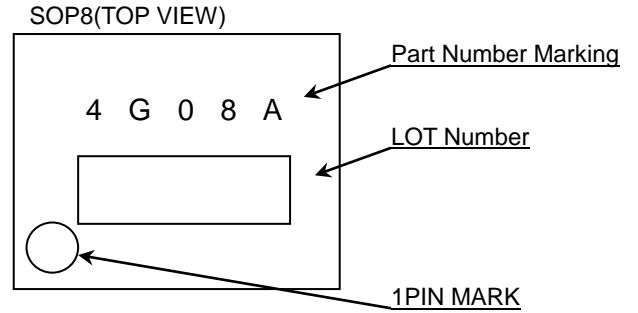 SOP8(TOP VIEW)
Part Number Marking
4 G 0 8 A
LOT Number
1PIN MARK